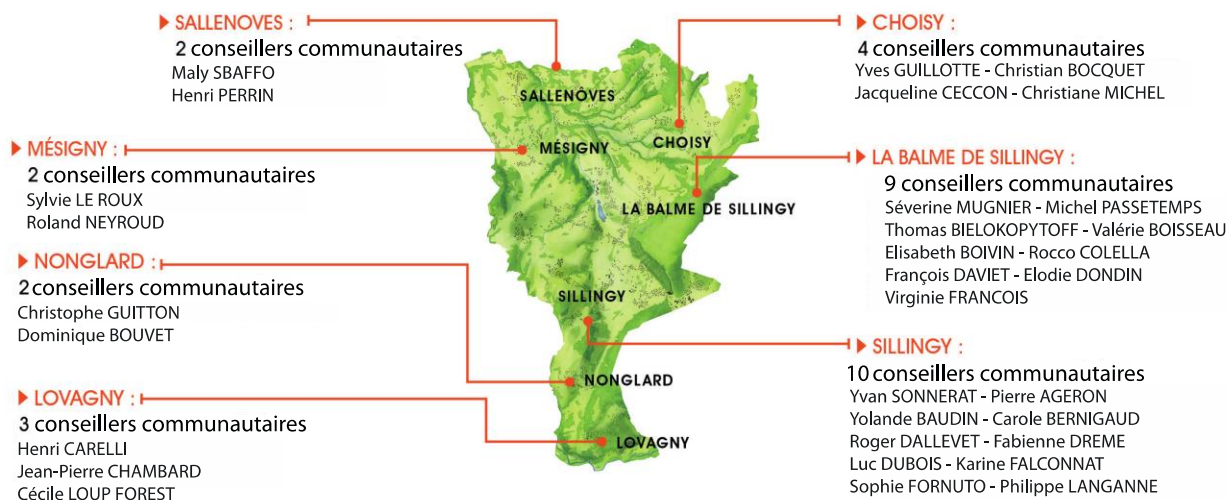 ▶ SALLENOVES :
2 conseillers communautaires
Maly SBAFFO
Henri PERRIN
▶ MÉSIGNY :
2 conseillers communautaires
Sylvie LE ROUX
Roland NEYROUD
▶ NONGLARD :
2 conseillers communautaires
Christophe GUITTON
Dominique BOUVET
▶ LOVAGNY :
3 conseillers communautaires
Henri CARELLI
Jean-Pierre CHAMBARD
Cécile LOUP FOREST
SALLENÔVES
MÉSIGNY
CHOISY
LA BALME DE SILLINGY
SILLINGY
NONGLARD
LOVAGNY
▶ CHOISY :
4 conseillers communautaires
Yves GUILLOTTE - Christian BOCQUET
Jacqueline CECCON - Christiane MICHEL
▶ LA BALME DE SILLINGY :
9 conseillers communautaires
Séverine MUGNIER - Michel PASSETEMPS
Thomas BIELOKOPYTOFF - Valérie BOISSEAU
Elisabeth BOIVIN - Rocco COLELLA
François DAVIET - Elodie DONDIN
Virginie FRANCOIS
▶ SILLINGY :
10 conseillers communautaires
Yvan SONNERAT - Pierre AGERON
Yolande BAUDIN - Carole BERNIGAUD
Roger DALLEVET - Fabienne DREME
Luc DUBOIS - Karine FALCONNAT
Sophie FORNUTO - Philippe LANGANNE